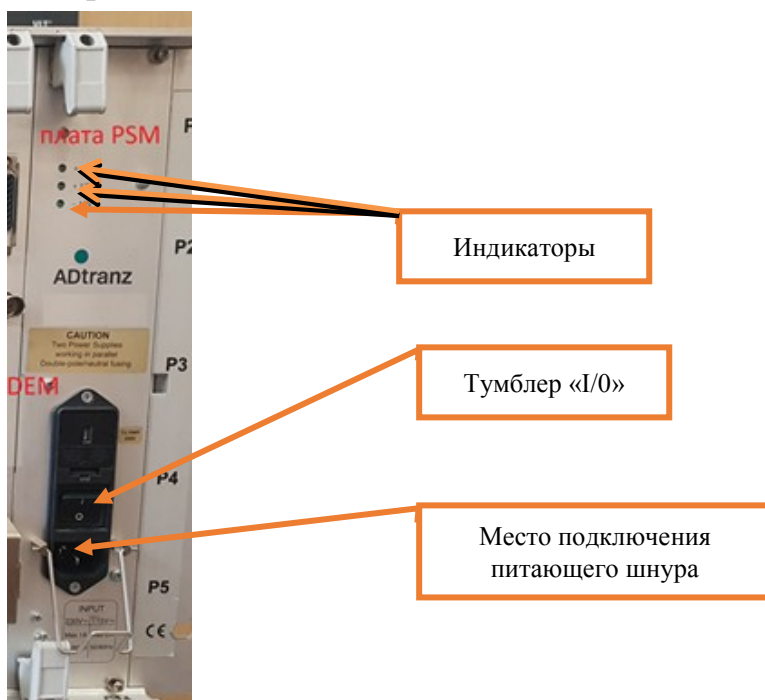 плата PSM
P2
ADtranz
CAUTION
Two Power Supplies
working in parallel
Double-pole/neutral fusing
P3
DEM
P4
P5
INPUT
CE
Индикаторы
Тумблер «I/0»
Место подключения
питающего шнура